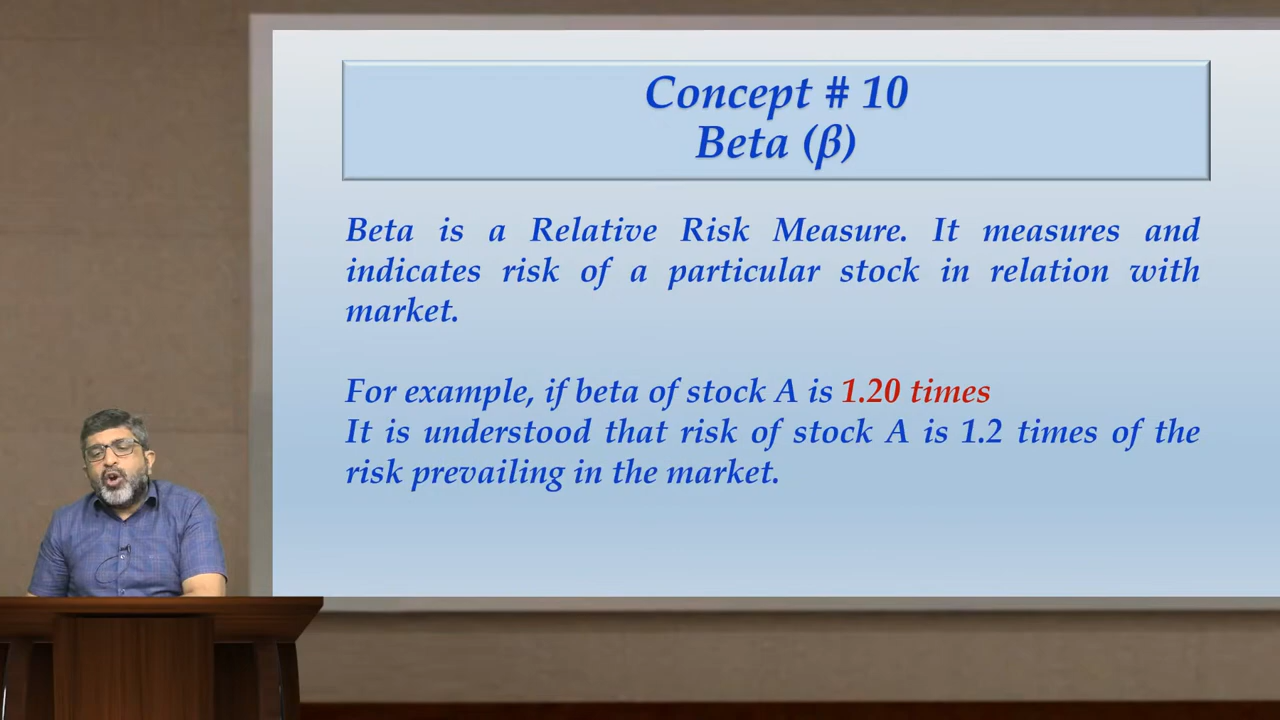 Concept # 10
Beta (β)
Beta is a Relative Risk Measure. It measures and
indicates risk of a particular stock in relation with
market.
For example, if beta of stock A is 1.20 times
It is understood that risk of stock A is 1.2 times of the
risk prevailing in the market.